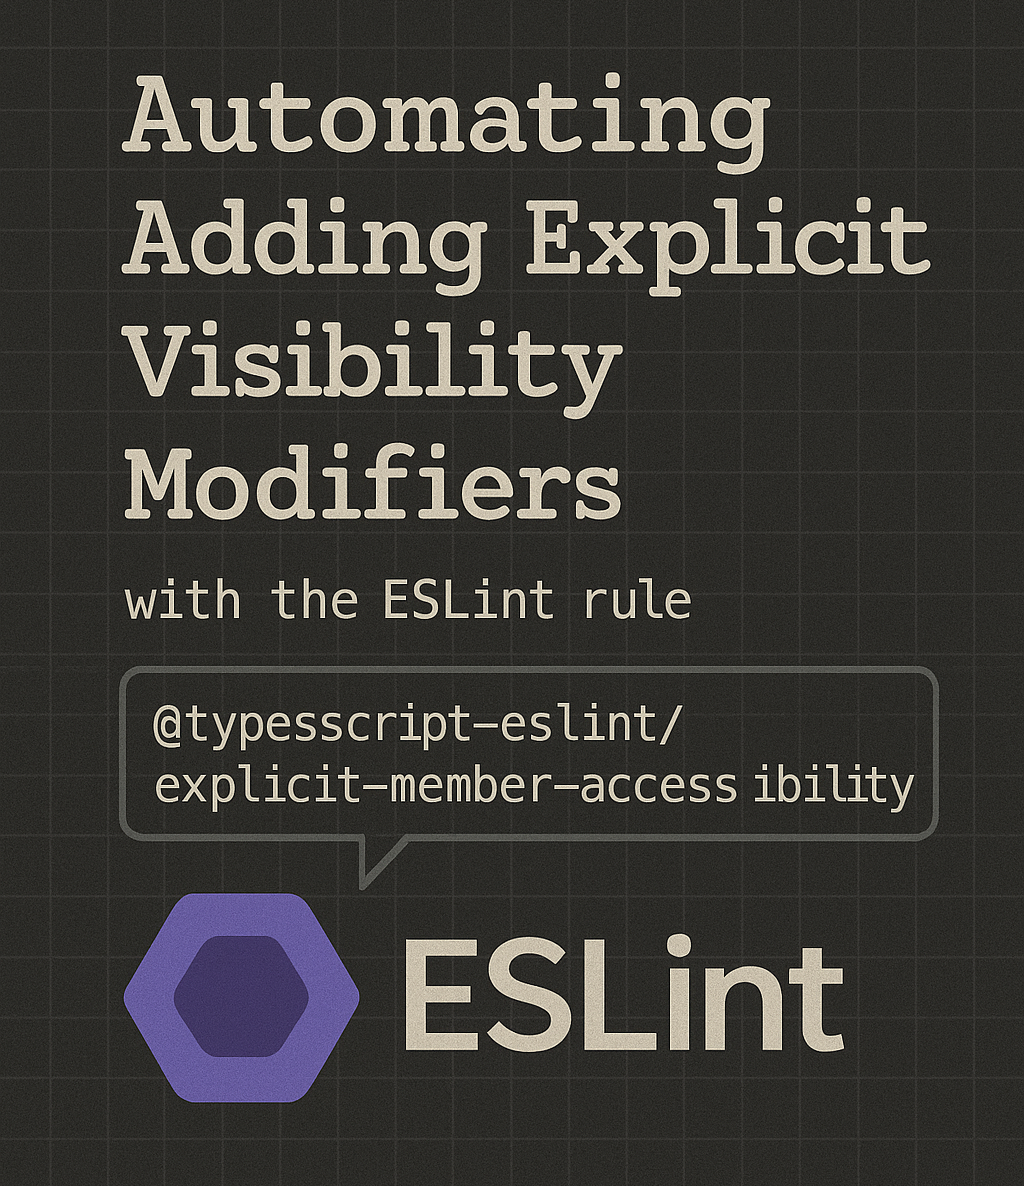 Automating
Adding Explicit
Visibility
Modifiers
with the ESLint rule
@typesscript-eslint/
explicit-member-access ibility
ESLint